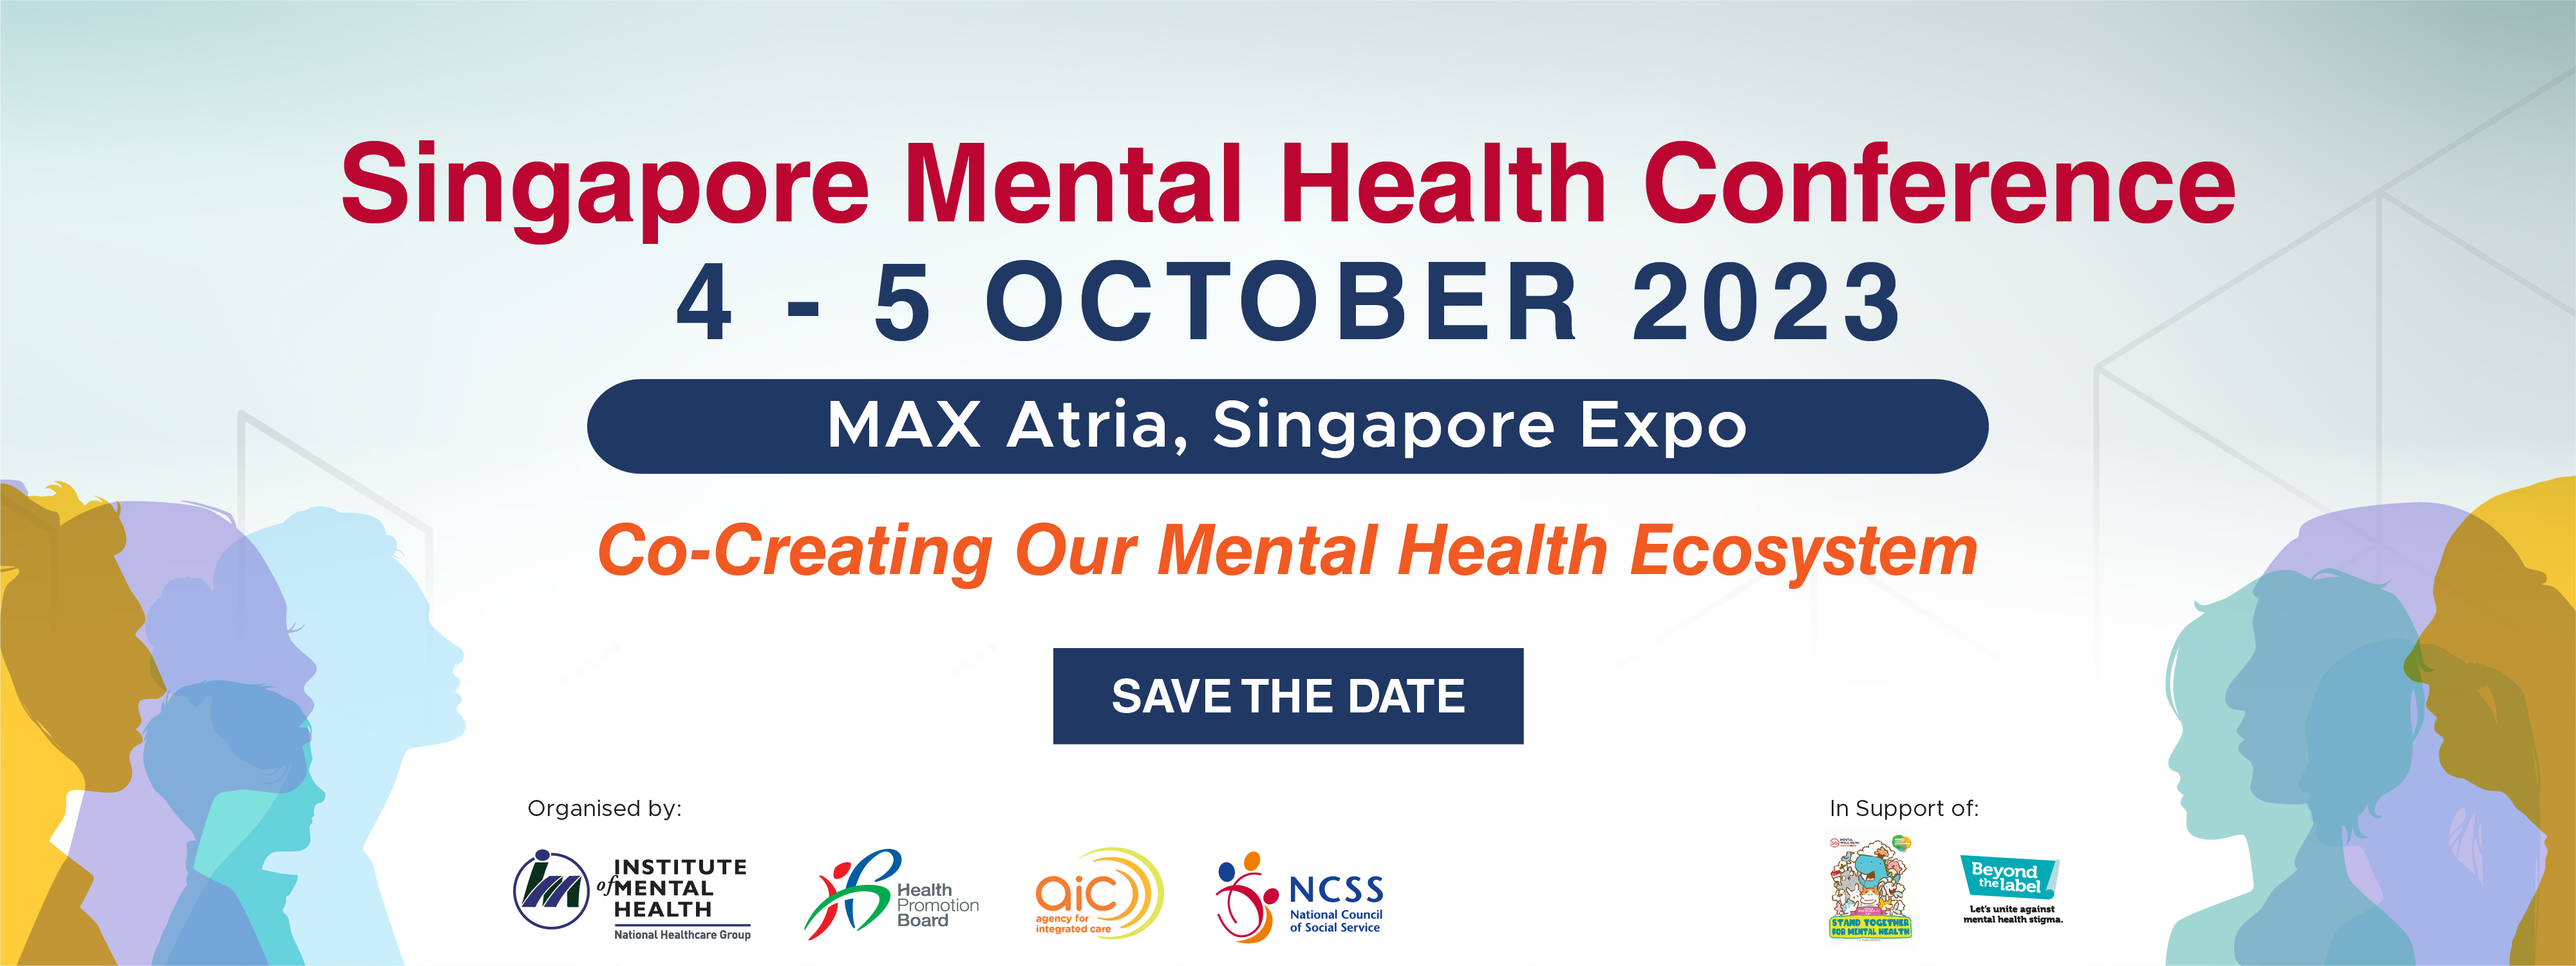 Singapore Mental Health Conference
4 - 5 OCTOBER 2023
MAX Atria, Singapore Expo
Co-Creating Our Mental Health Ecosystem
SAVE THE DATE
Organised by:
INSTITUTE
of MENTAL
HEALTH
National Healthcare Group
Health
Promotion
Board
aic
agency for
integrated care
NCSS
National Council
of Social Service
In Support of:
STAND TOGETHER
FOR MENTAL HEALTH
Beyond
the label
Let's unite against
mental health stigma.